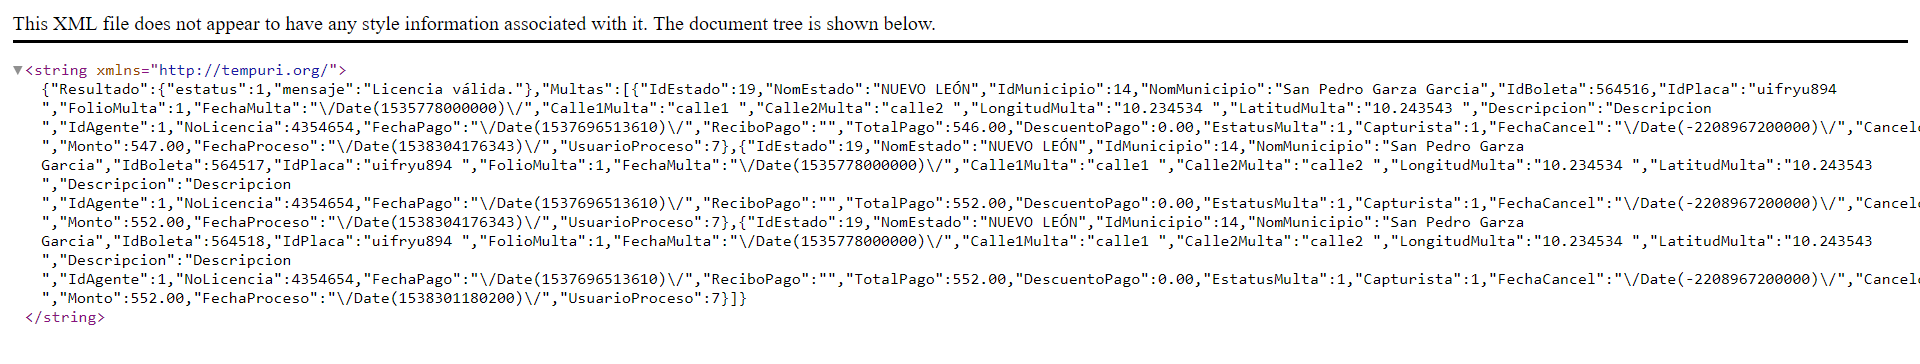 This XML file does not appear to have any style information associated with it. The document tree is shown below.
▼<string xmlns="http://tempuri.org/">
{"Resultado":{"estatus":1,"mensaje":"Licencia válida."},"Multas":[{"IdEstado":19,"NomEstado":"NUEVO LEÓN","IdMunicipio":14,"NomMunicipio":"San Pedro Garza Garcia","IdBoleta":564516,"IdPlaca":"uifryu894
","FolioMulta":1,"FechaMulta":"\/Date(1535778000000)\/","Calle1Multa":"calle1 ","Calle2Multa":"calle2 ","LongitudMulta":"10.234534 ","LatitudMulta":"10.243543 ","Descripcion":"Descripcion
","IdAgente":1,"NoLicencia":4354654,"FechaPago":"\/Date(1537696513610)\/","ReciboPago":"","TotalPago":546.00,"DescuentoPago":0.00,"EstatusMulta":1,"Capturista":1,"FechaCancel":"\/Date(-2208967200000)\/","Cancelo
","Monto":547.00,"FechaProceso":"\/Date(1538304176343)\/","UsuarioProceso":7},{"IdEstado":19,"NomEstado":"NUEVO LEÓN","IdMunicipio":14,"NomMunicipio":"San Pedro Garza
Garcia","IdBoleta":564517,"IdPlaca":"uifryu894 ","FolioMulta":1,"FechaMulta":"\/Date(1535778000000)\/","Calle1Multa":"calle1 ","Calle2Multa":"calle2 ","LongitudMulta":"10.234534 ","LatitudMulta":"10.243543
","Descripcion":"Descripcion
","IdAgente":1,"NoLicencia":4354654,"FechaPago":"\/Date(1537696513610)\/","ReciboPago":"","TotalPago":552.00,"DescuentoPago":0.00,"EstatusMulta":1,"Capturista":1,"FechaCancel":"\/Date(-2208967200000)\/","Cancelo
","Monto":552.00,"FechaProceso":"\/Date(1538304176343)\/","UsuarioProceso":7},{"IdEstado":19,"NomEstado":"NUEVO LEÓN","IdMunicipio":14,"NomMunicipio":"San Pedro Garza
Garcia","IdBoleta":564518,"IdPlaca":"uifryu894 ","FolioMulta":1,"FechaMulta":"\/Date(1535778000000)\/","Calle1Multa":"calle1 ","Calle2Multa":"calle2 ","LongitudMulta":"10.234534 ","LatitudMulta":"10.243543
","Descripcion":"Descripcion
","IdAgente":1,"NoLicencia":4354654,"FechaPago":"\/Date(1537696513610)\/","ReciboPago":"","TotalPago":552.00,"DescuentoPago":0.00,"EstatusMulta":1,"Capturista":1,"FechaCancel":"\/Date(-2208967200000)\/","Cancelo
","Monto":552.00,"FechaProceso":"\/Date(1538301180200)\/","UsuarioProceso":7}]}
</string>